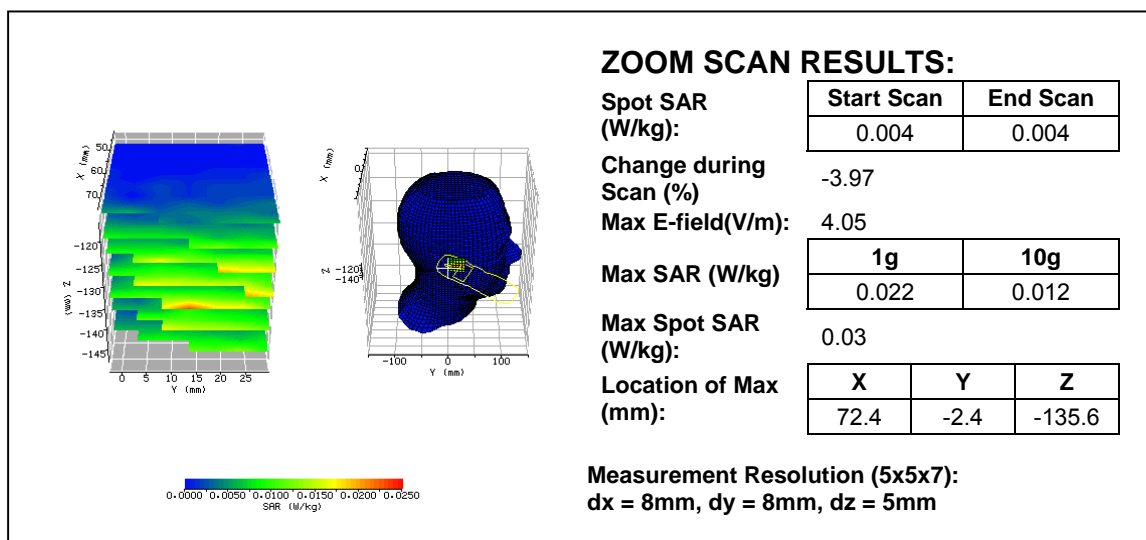 ZOOM SCAN RESULTS:
Spot SAR (W/kg):
Start Scan End Scan
0.004 0.004
Change during Scan (%)
-3.97
Max E-field(V/m): 4.05
Max SAR (W/kg)
1g 10g
0.022 0.012
Max Spot SAR (W/kg):
0.03
Location of Max (mm):
X Y Z
72.4 -2.4 -135.6
Measurement Resolution (5x5x7):
dx = 8mm, dy = 8mm, dz = 5mm
50
60
70
X (mm)
-120
-125
-130
-135
-140
-145
Z (mm)
0 5 10 15 20 25
Y (mm)
X (mm)
Z
-120
-140
-100 0 100
Y (mm)
0.0000 0.0050 0.0100 0.0150 0.0200 0.0250
SAR (W/kg)